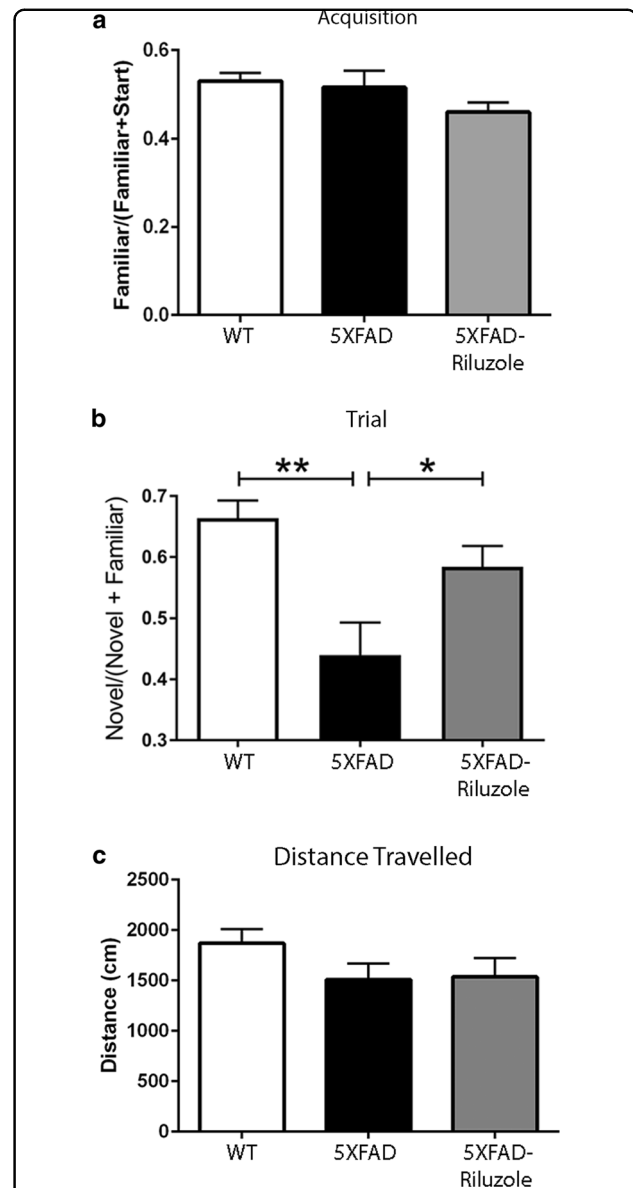 a
Acquisition
Familiar/(Familiar+Start)
0.6
0.4
0.2
0.0
WT
5XFAD
5XFAD-
Riluzole
b
Trial
** *
Novel/(Novel + Familiar)
0.7
0.6
0.5
0.4
0.3
WT
5XFAD
5XFAD-
Riluzole
c
Distance Travelled
Distance (cm)
2500
2000
1500
1000
500
0
WT
5XFAD
5XFAD-
Riluzole